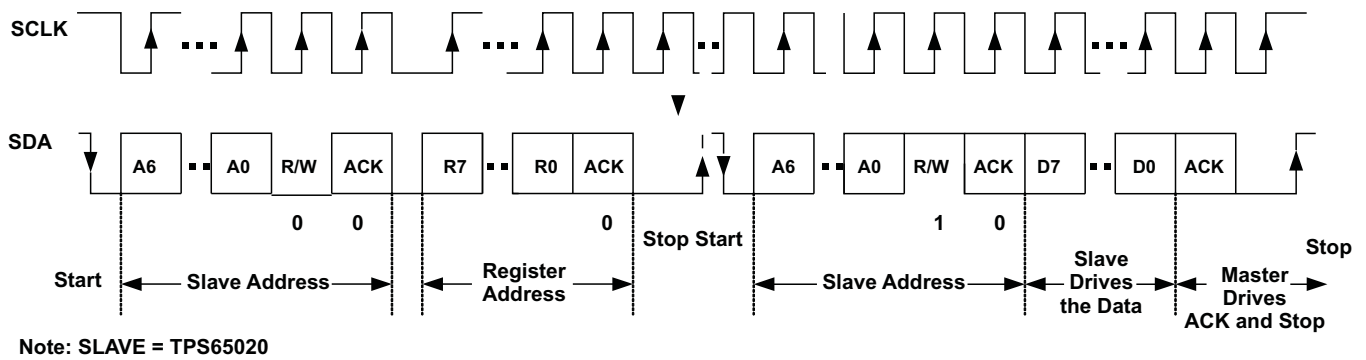 SCLK
SDA
A6 A0 R/W ACK R7 R0 ACK A6 A0 R/W ACK D7 D0 ACK
0 0 0 1 0
Stop Start
Stop
Start
Slave Address
Register
Address
Slave Address
Slave
Drives
the Data
Master
Drives
ACK and Stop
Note: SLAVE = TPS65020